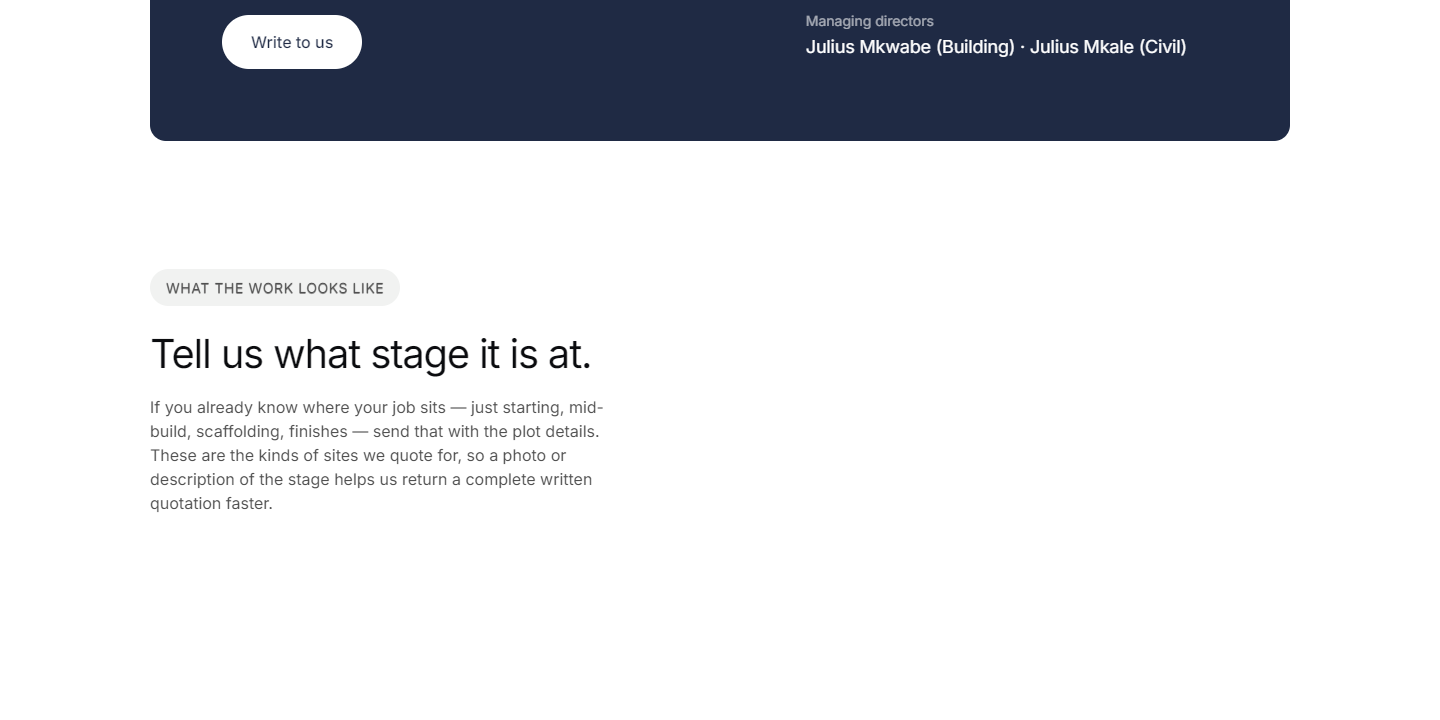 Write to us
Managing directors
Julius Mkwabe (Building) · Julius Mkale (Civil)
WHAT THE WORK LOOKS LIKE
Tell us what stage it is at.
If you already know where your job sits — just starting, mid-
build, scaffolding, finishes — send that with the plot details.
These are the kinds of sites we quote for, so a photo or
description of the stage helps us return a complete written
quotation faster.